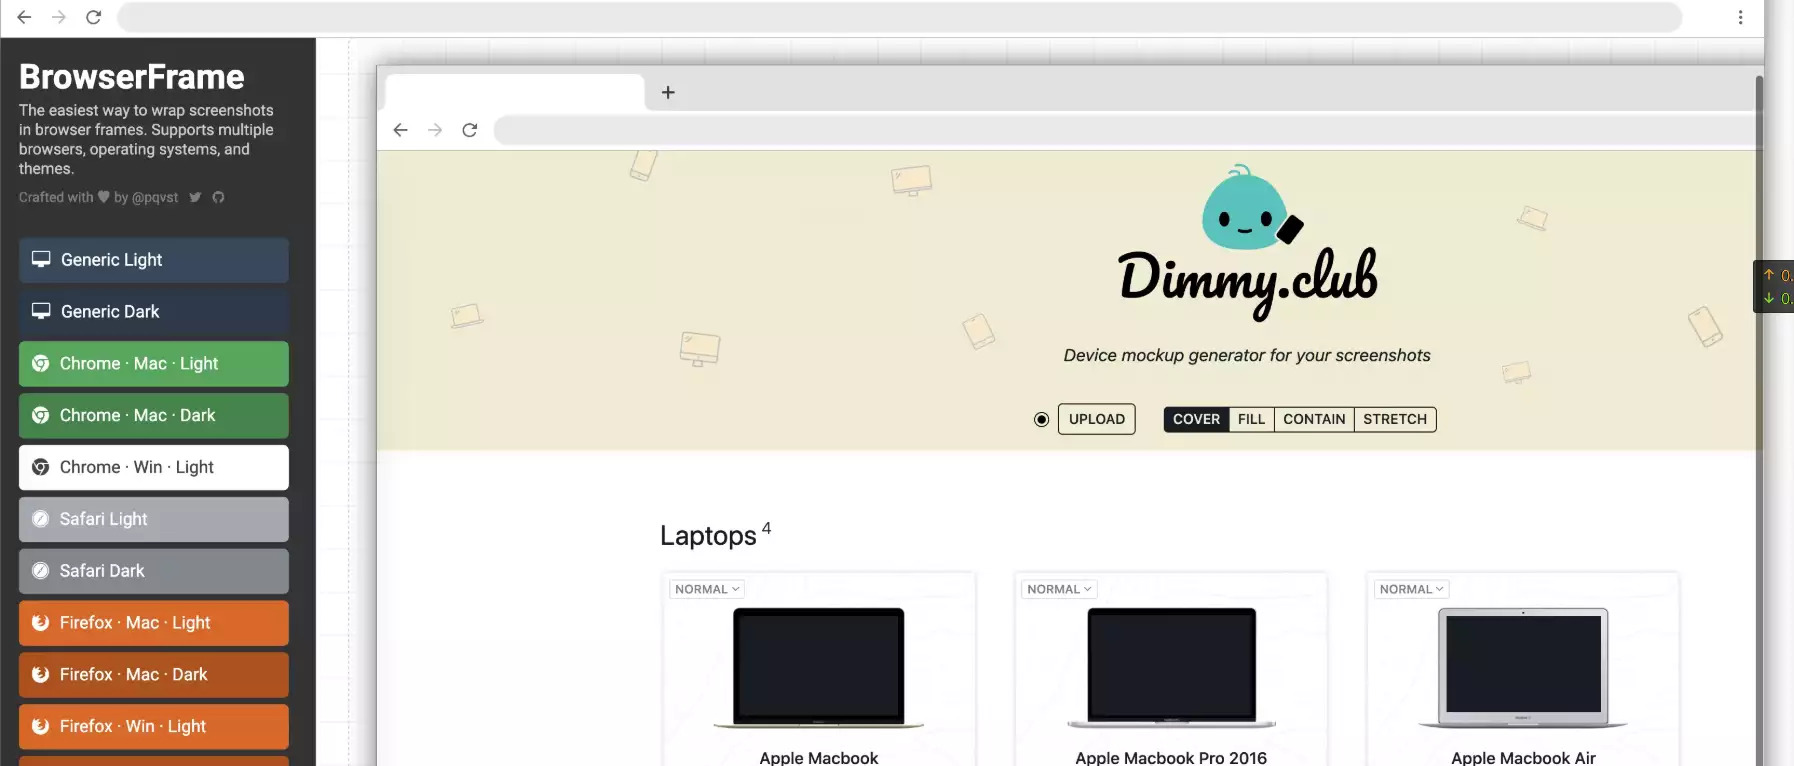 BrowserFrame
The easiest way to wrap screenshots
in browser frames. Supports multiple
browsers, operating systems, and
themes.
Crafted with ♥ by @pqvst
Generic Light
Generic Dark
Chrome · Mac · Light
Chrome · Mac · Dark
Chrome · Win · Light
Safari Light
Safari Dark
Firefox · Mac · Light
Firefox · Mac · Dark
Firefox · Win · Light
Dimmy.club
Device mockup generator for your screenshots
UPLOAD COVER FILL CONTAIN STRETCH
Laptops 4
NORMAL NORMAL NORMAL
Apple Macbook Apple Macbook Pro 2016 Apple Macbook Air
↑ 0.
↓ 0.